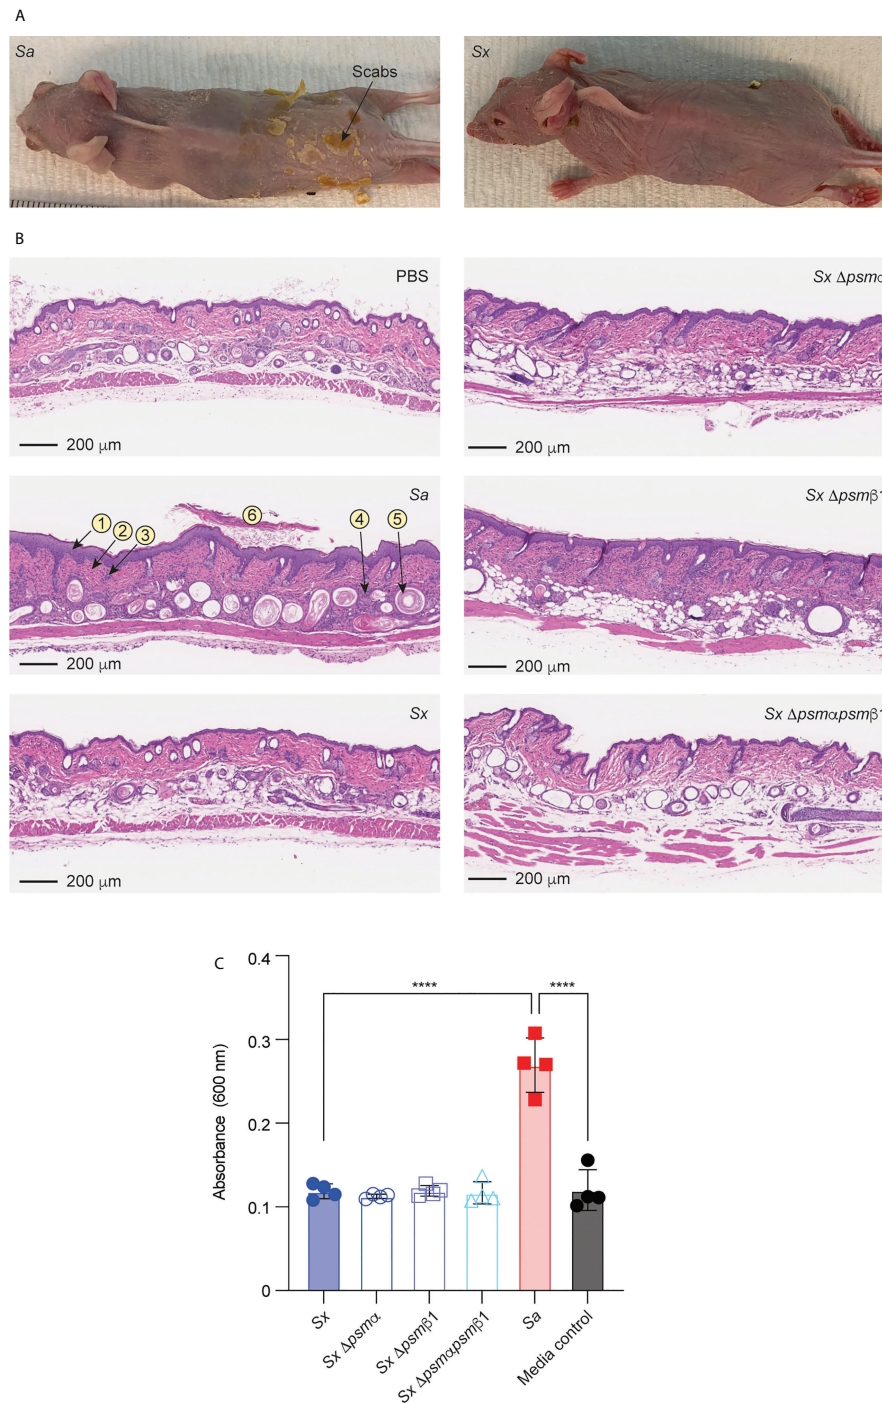 A
Sa
Scabs
Sx
B
PBS
200 μm
Sx Δpsmα
200 μm
Sa
1
2
3
6
4
5
200 μm
Sx Δpsmβ1
200 μm
Sx
200 μm
Sx Δpsmαpsmβ1
200 μm
C
Absorbance (600 nm)
0.4
0.3
0.2
0.1
0
****
****
Sx
Sx Δpsmα
Sx Δpsmβ1
Sx Δpsmαpsmβ1
Sa
Media control